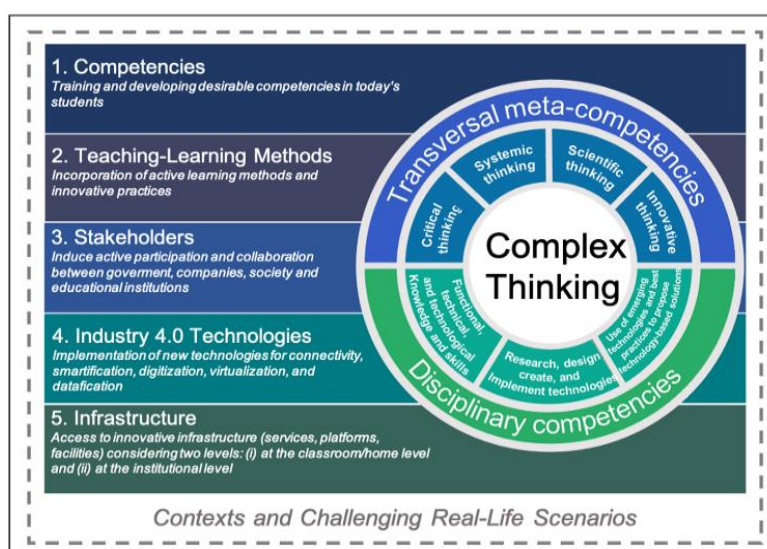 1. Competencies
Training and developing desirable competencies in today's
students
2. Teaching-Learning Methods
Incorporation of active learning methods and
innovative practices
3. Stakeholders
Induce active participation and collaboration
between goverment, companies, society and
educational institutions
4. Industry 4.0 Technologies
Implementation of new technologies for connectivity,
smartification, digitization, virtualization, and
datafication
5. Infrastructure
Access to innovative infrastructure (services, platforms,
facilities) considering two levels: (i) at the classroom/home level
and (ii) at the institutional level
Transversal meta-competencies
Critical
thinking
Systemic
thinking
Scientific
thinking
Innovative
thinking
Complex
Thinking
Functional,
technical,
and technological
Knowledge and skills
Research, design
create, and
Implement technologies
Use of emerging
technologies and best
practices to propose
technology-based solutions
Disciplinary competencies
Contexts and Challenging Real-Life Scenarios